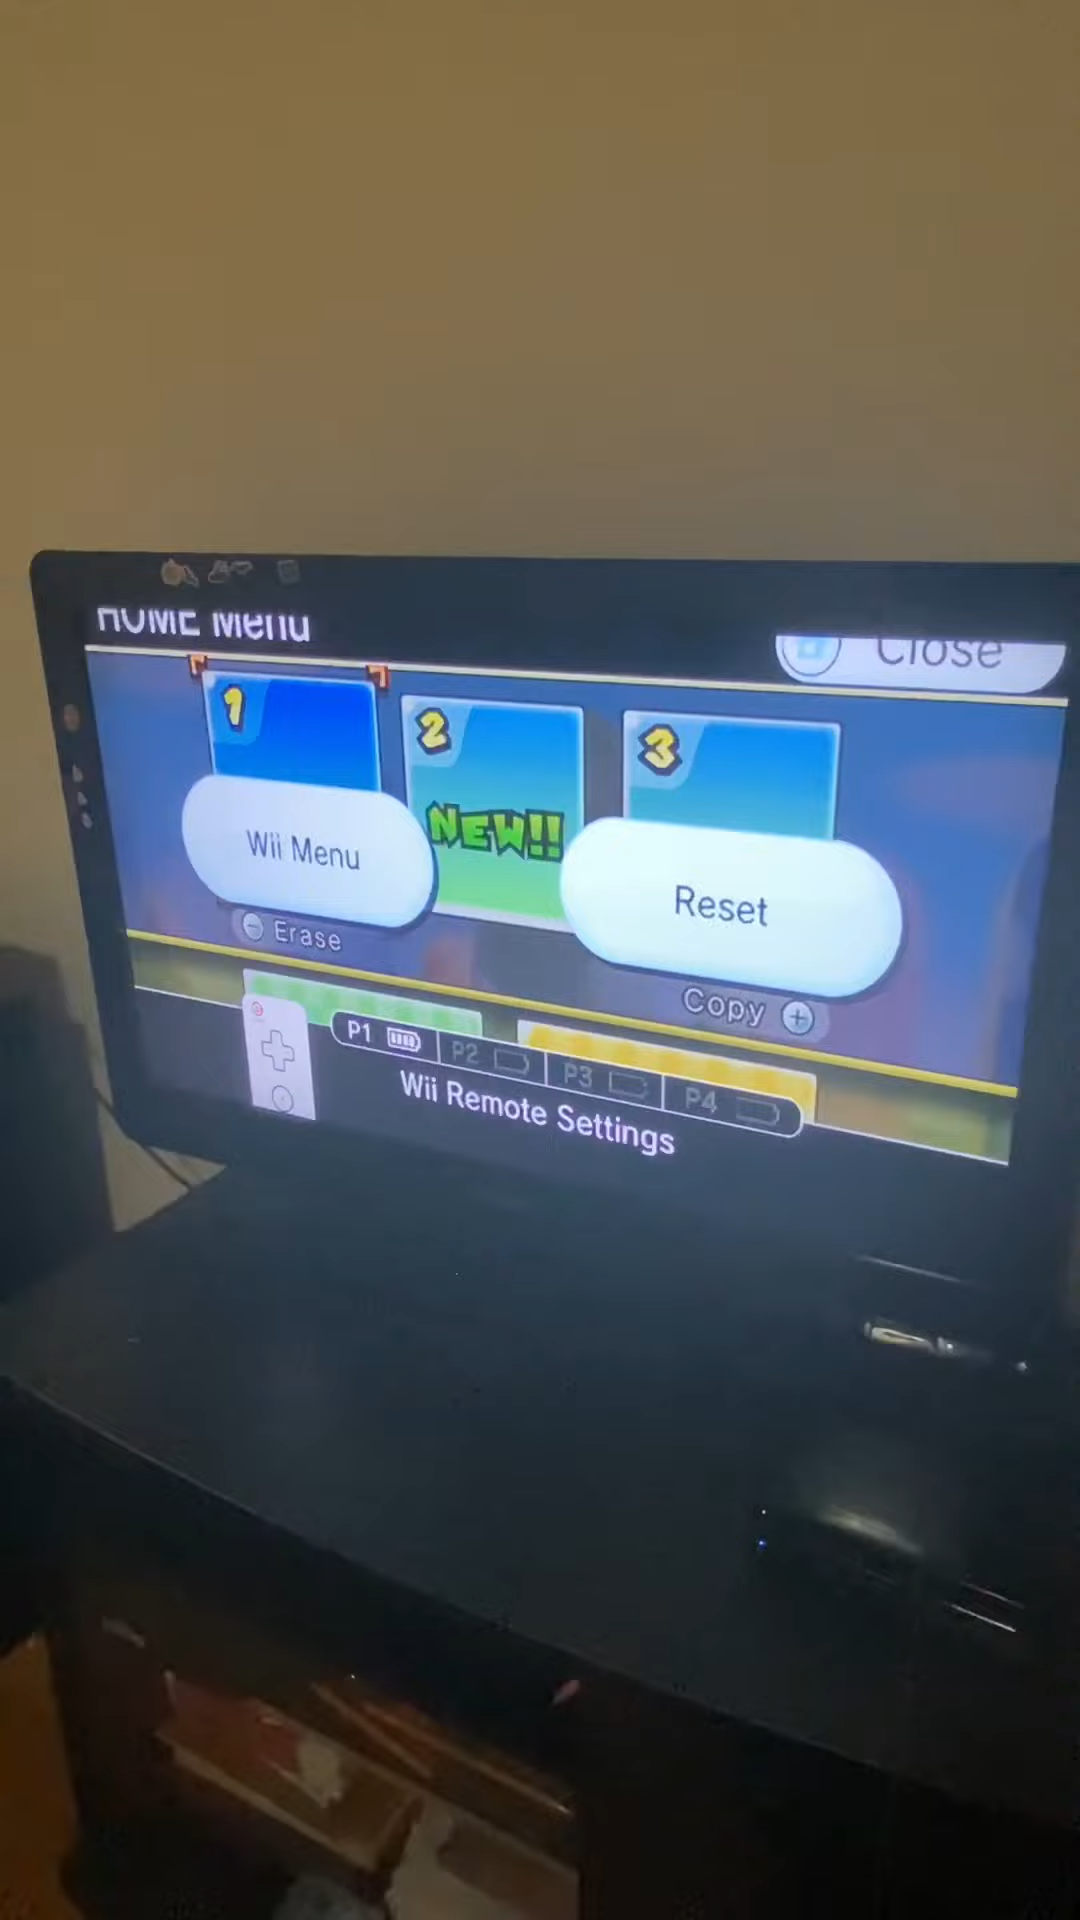 HOME Menu
Close
1
2
3
NEW!!
Wii Menu
Reset
Erase
Copy
P1
P2
P3
P4
Wii Remote Settings